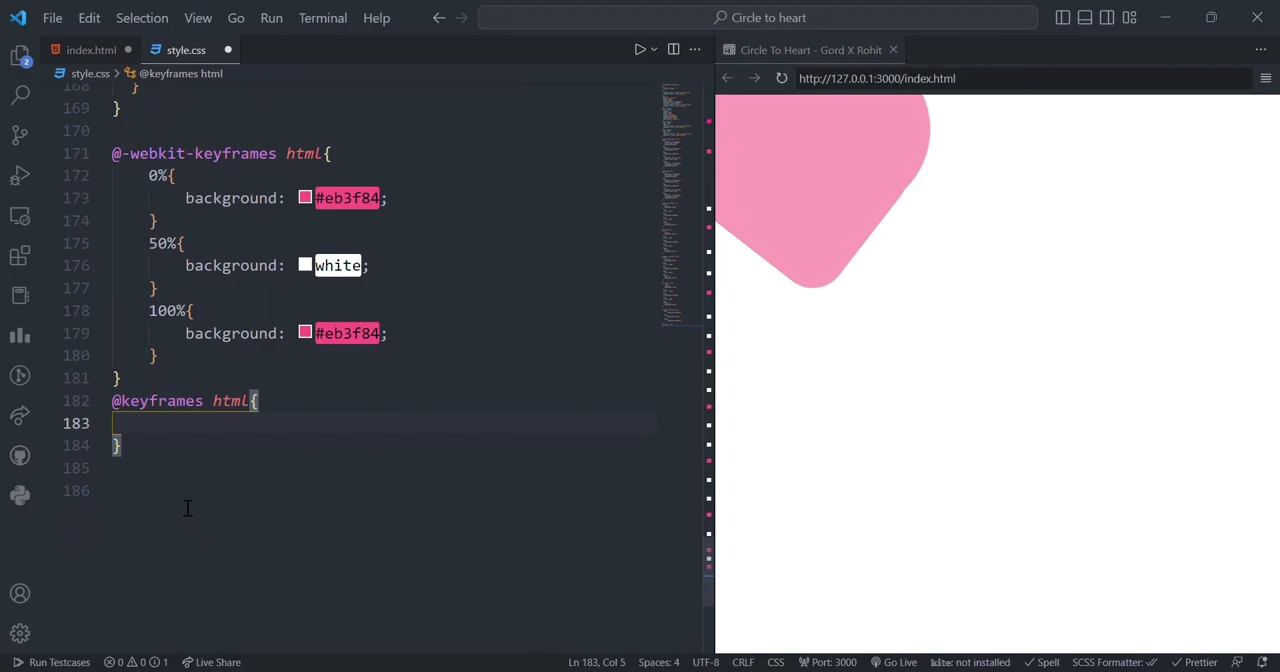 File Edit Selection View Go Run Terminal Help
Circle to heart
index.html
style.css
Circle To Heart - Gord X Rohit
style.css > @keyframes html
http://127.0.0.1:3000/index.html
2
168 }
169 }
170
171 @-webkit-keyframes html{
172 0%{
173 background: #eb3f84;
174 }
175 50%{
176 background: white;
177 }
178 100%{
179 background: #eb3f84;
180 }
181 }
182 @keyframes html{
183
184 }
185
186
Run Testcases 0 0 1 Live Share Ln 183, Col 5 Spaces: 4 UTF-8 CRLF CSS Port: 3000 Go Live kite: not installed Spell SCSS Formatter: Prettier